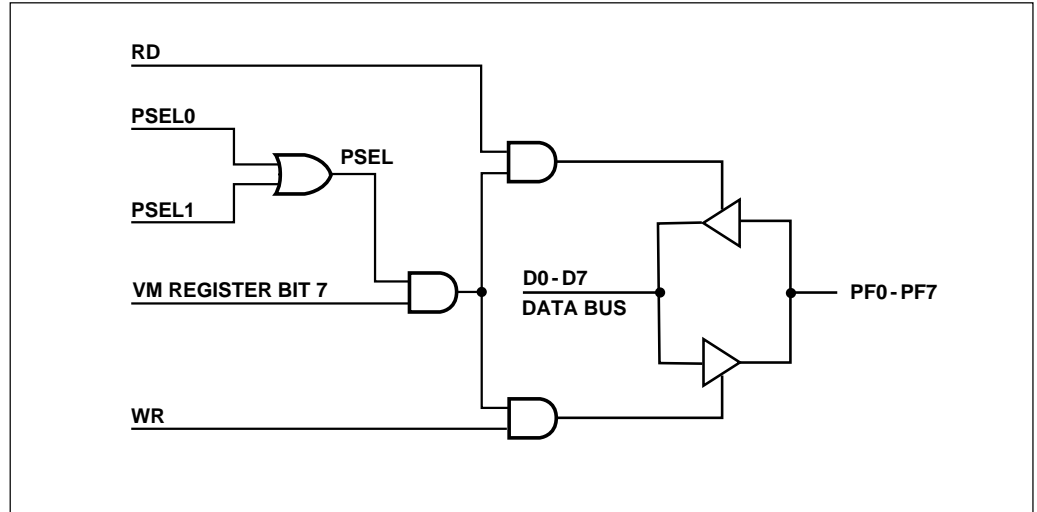 RD
PSEL0
PSEL
PSEL1
VM REGISTER BIT 7
D0 - D7
DATA BUS
PF0 - PF7
WR